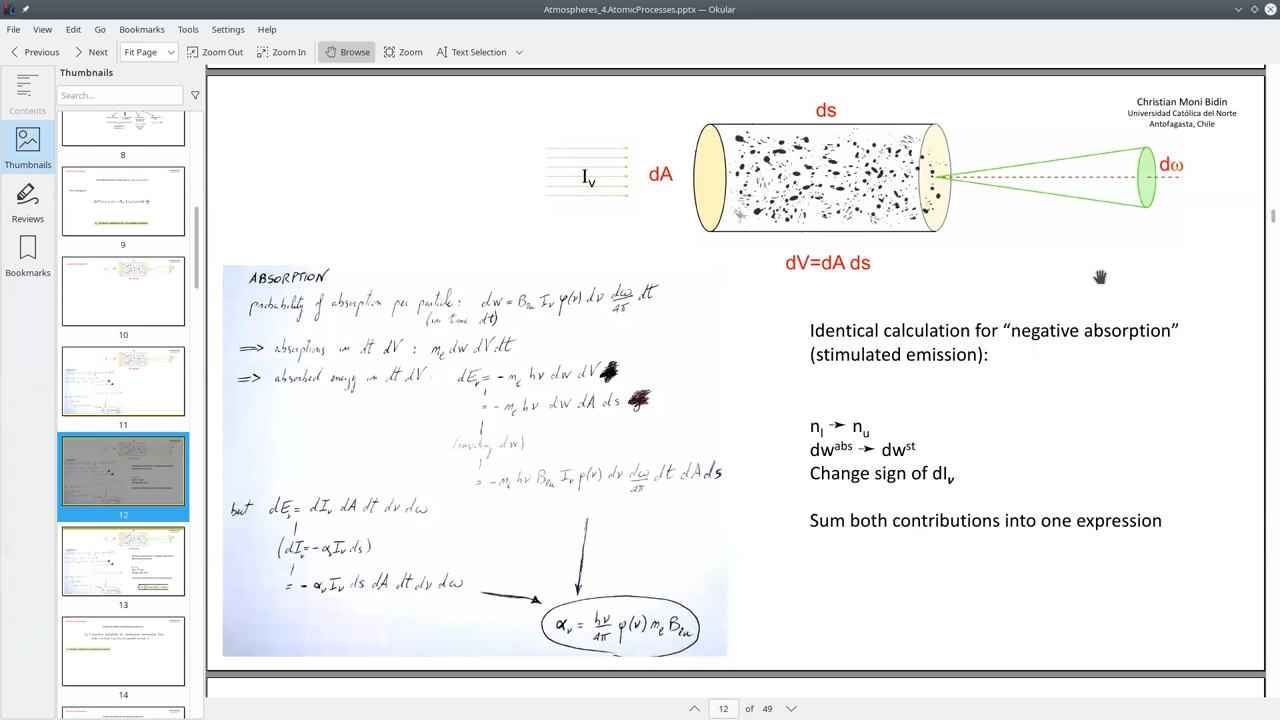 Atmospheres_4.AtomicProcesses.pptx — Okular
File View Edit Go Bookmarks Tools Settings Help
Previous Next Fit Page Zoom Out Zoom In Browse Zoom Text Selection
Thumbnails
Search...
Contents
Thumbnails
Reviews
Bookmarks
8
9
10
11
12
13
14
Christian Moni Bidin
Universidad Católica del Norte
Antofagasta, Chile
ds
Iν
dA
dω
dV=dA ds
ABSORPTION
probability of absorption per particle: dw = Bℓu Iν φ(ν) dν dω/4π dt
(in time dt)
⟹ absorptions in dt dV : nℓ dw dV dt
⟹ absorbed energy in dt dV: dEν = - nℓ hν dw dV
= - nℓ hν dw dA ds
(inserting dw)
= - nℓ hν Bℓu Iν φ(ν) dν dω/4π dt dA ds
but dEν = dIν dA dt dν dω
(dI = -αν Iν ds)
= - αν Iν ds dA dt dν dω
αν = hν/4π φ(ν) nℓ Bℓu
Identical calculation for “negative absorption”
(stimulated emission):
nl → nu
dwabs → dwst
Change sign of dIν
Sum both contributions into one expression
12 of 49